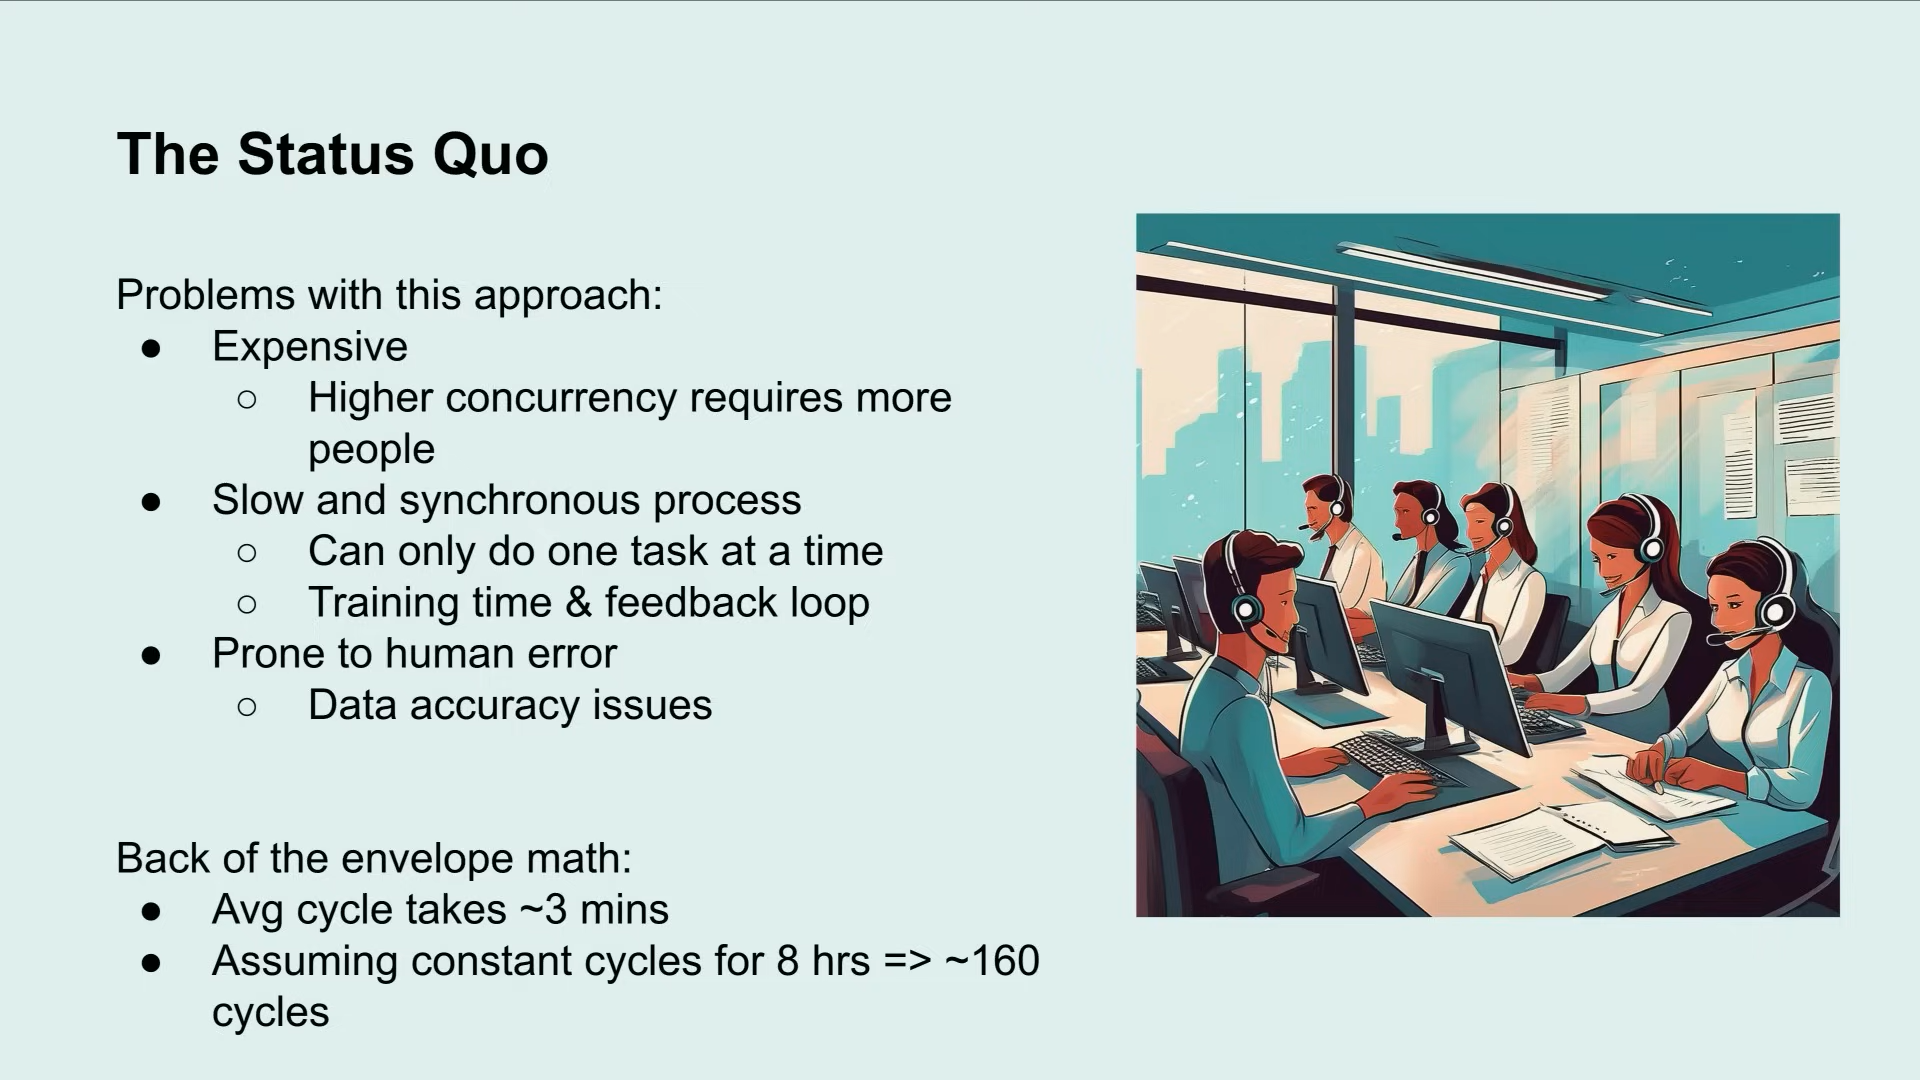 The Status Quo
Problems with this approach:
● Expensive
○ Higher concurrency requires more
people
● Slow and synchronous process
○ Can only do one task at a time
○ Training time & feedback loop
● Prone to human error
○ Data accuracy issues
Back of the envelope math:
● Avg cycle takes ~3 mins
● Assuming constant cycles for 8 hrs => ~160
cycles